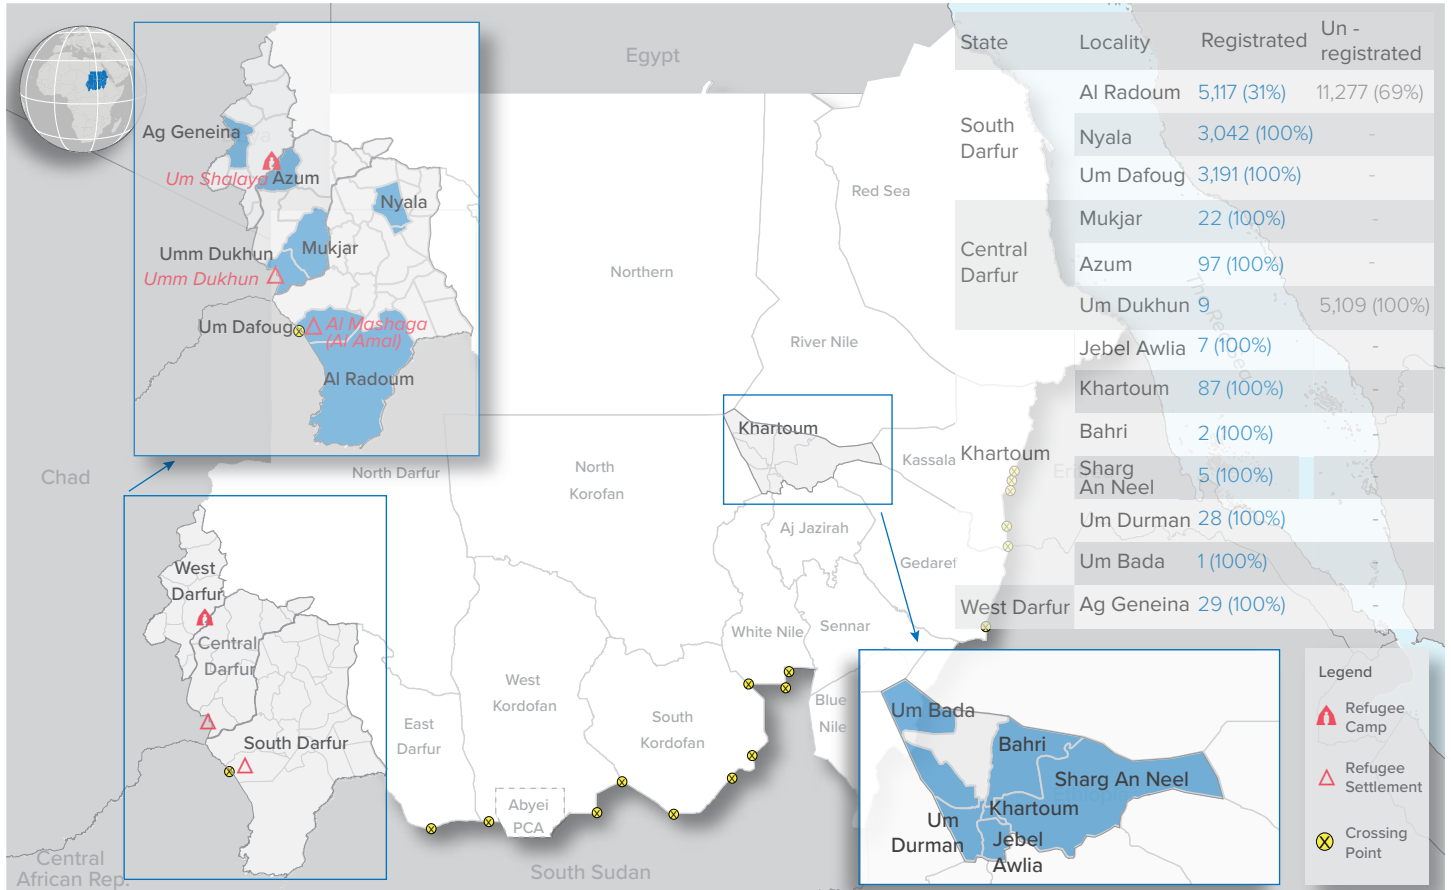 Egypt
Red Sea
Northern
River Nile
Chad
North Darfur
North
Korofan
Khartoum
Kassala
Aj Jazirah
Gedaref
White Nile
Sennar
Blue
Nile
West
Kordofan
South
Kordofan
East
Darfur
Abyei
PCA
South Sudan
Central
African Rep.
The Red Sea
Ethiopia
Ag Geneina
Um Shalaya
Azum
Nyala
Mukjar
Umm Dukhun
Umm Dukhun
Um Dafoug
Al Mashaga
(Al Amal)
Al Radoum
West
Darfur
Central
Darfur
South Darfur
State Locality Registrated Un -
registrated
South
Darfur
Al Radoum 5,117 (31%) 11,277 (69%)
Nyala 3,042 (100%) -
Um Dafoug 3,191 (100%) -
Central
Darfur
Mukjar 22 (100%) -
Azum 97 (100%) -
Um Dukhun 9 5,109 (100%)
Khartoum
Jebel Awlia 7 (100%) -
Khartoum 87 (100%) -
Bahri 2 (100%) -
Sharg
An Neel 5 (100%) -
Um Durman 28 (100%) -
Um Bada 1 (100%) -
West Darfur Ag Geneina 29 (100%) -
Um Bada
Bahri
Sharg An Neel
Khartoum
Um
Durman
Jebel
Awlia
Legend
Refugee
Camp
Refugee
Settlement
Crossing
Point